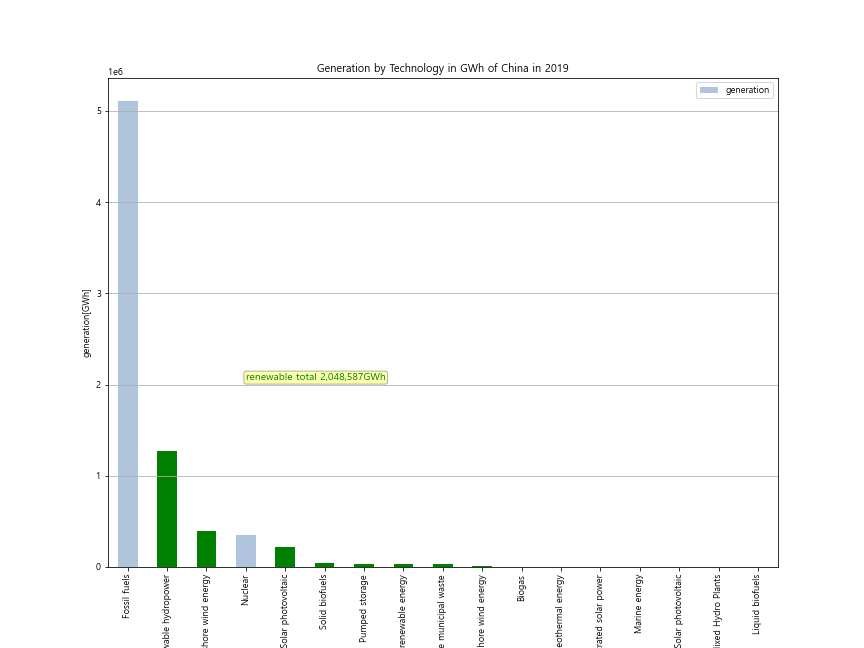 Generation by Technology in GWh of China in 2019
1e6
generation
5
4
3
2
1
0
generation[GWh]
renewable total 2,048,587GWh
Fossil fuels
wable hydropower
shore wind energy
Nuclear
Solar photovoltaic
Solid biofuels
Pumped storage
renewable energy
e municipal waste
hore wind energy
Biogas
eothermal energy
rated solar power
Marine energy
Solar photovoltaic
lixed Hydro Plants
Liquid biofuels